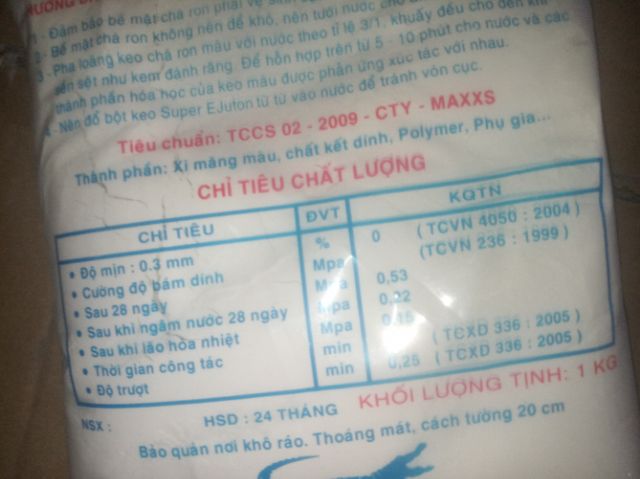 1 - Đảm bảo bề mặt chà ron phải vệ sinh
2 - Bề mặt chà ron không nên để khô, nên tưới nước cho
3 - Pha loãng keo chà ron màu với nước theo tỉ lệ 3/1, khuấy đều cho đến khi
sền sệt như kem đánh răng. Để hỗn hợp trên từ 5 - 10 phút cho nước và các
thành phần hóa học của keo màu được phản ứng xúc tác với nhau.
4 - Nên đổ bột keo Super EJuton từ từ vào nước để tránh vón cục.
Tiêu chuẩn: TCCS 02 - 2009 - CTY - MAXXS
Thành phần: Xi măng màu, chất kết dính, Polymer, Phụ gia...
CHỈ TIÊU CHẤT LƯỢNG
CHỈ TIÊU ĐVT KQTN
• Độ mịn : 0.3 mm % 0 ( TCVN 4050 : 2004 )
• Cường độ bám dính Mpa (TCVN 236 : 1999 )
• Sau 28 ngày Mpa 0,53
• Sau khi ngâm nước 28 ngày Mpa 0,22
• Sau khi lão hòa nhiệt Mpa 0,15
• Thời gian công tác min ( TCXD 336 : 2005 )
• Độ trượt min 0,25 ( TCXD 336 : 2005 )
NSX : HSD : 24 THÁNG KHỐI LƯỢNG TỊNH: 1 KG
Bảo quản nơi khô ráo. Thoáng mát, cách tường 20 cm